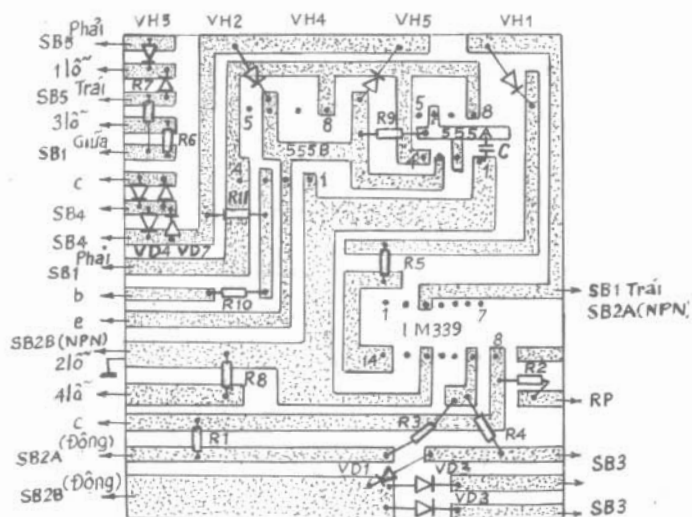 VH3 VH2 VH4 VH5 VH1
Phải
SB5
1 lỗ
R7
SB5 Trái
3 lỗ
Giữa
R6
SB1
c
SB4
SB4
VD4 VD7
Phải
SB1
b
e
SB2B (NPN)
2 lỗ
4 lỗ
c
(Động)
SB2A
(Động)
SB2B
5 8
555B
4 1
R11
R10
R9
5 8
555A
C
4 1
R5
1 7
LM339
14 8
R8
R1
R3
R4
R2
VD1
VD2
VD3
SB1 Trái
SB2A (NPN)
RP
SB3
SB3